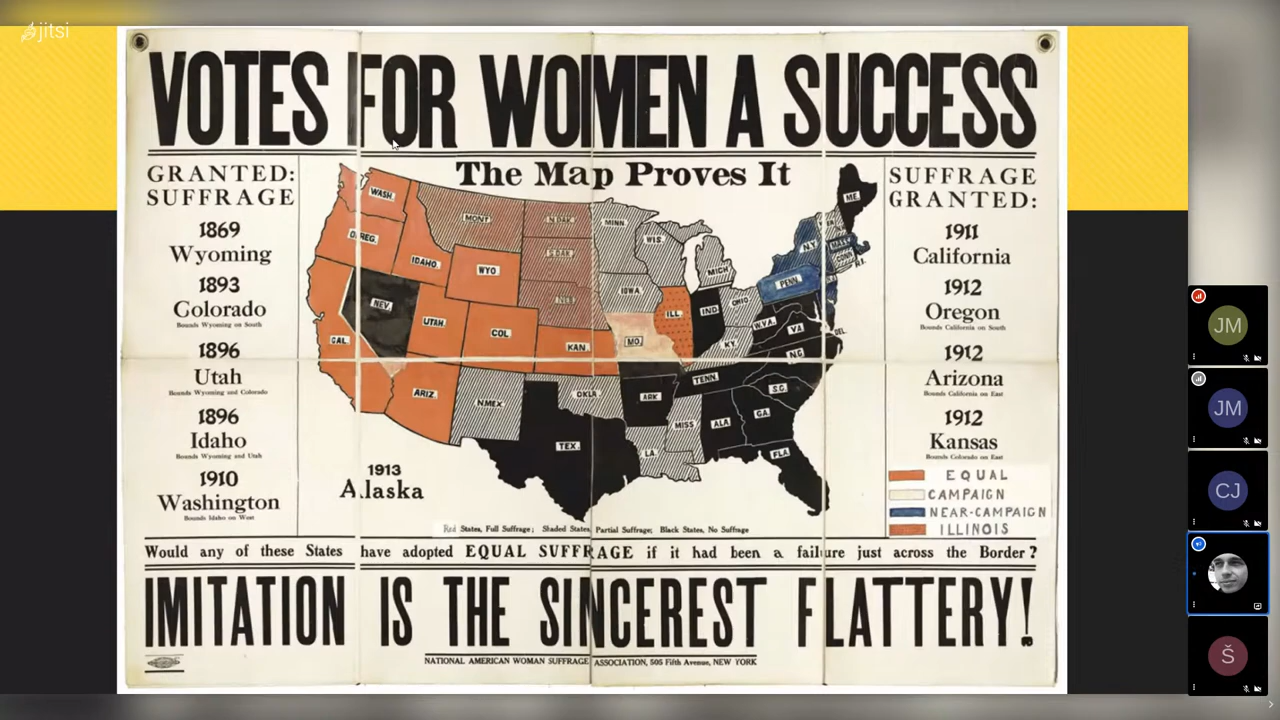 jitsi
VOTES FOR WOMEN A SUCCESS
The Map Proves It
GRANTED:
SUFFRAGE
1869
Wyoming
1893
Colorado
Bounds Wyoming on South
1896
Utah
Bounds Wyoming and Colorado
1896
Idaho
Bounds Wyoming and Utah
1910
Washington
Bounds Idaho on West
WASH.
OREG.
IDAHO.
MONT
N.DAK
S.DAK
WYO
NEB
NEV.
UTAH.
COL
KAN.
CAL.
ARIZ.
N.MEX.
OKLA.
TEX.
MINN
WIS.
IOWA
MO.
ARK
LA
ILL.
MICH
IND
OHIO
KY.
TENN.
MISS
ALA
GA.
FLA.
S.C.
N.C
VA
W.VA.
DEL.
PENN.
N.Y.
MASS
CONN
R.I.
ME.
1913
Alaska
SUFFRAGE
GRANTED:
1911
California
1912
Oregon
Bounds California on South
1912
Arizona
Bounds California on East
1912
Kansas
Bounds Colorado on East
EQUAL
CAMPAIGN
NEAR-CAMPAIGN
ILLINOIS
Red States, Full Suffrage; Shaded States, Partial Suffrage; Black States, No Suffrage
Would any of these States have adopted EQUAL SUFFRAGE if it had been a failure just across the Border?
IMITATION IS THE SINCEREST FLATTERY!
NATIONAL AMERICAN WOMAN SUFFRAGE ASSOCIATION, 505 Fifth Avenue, NEW YORK
JM
JM
CJ
Š